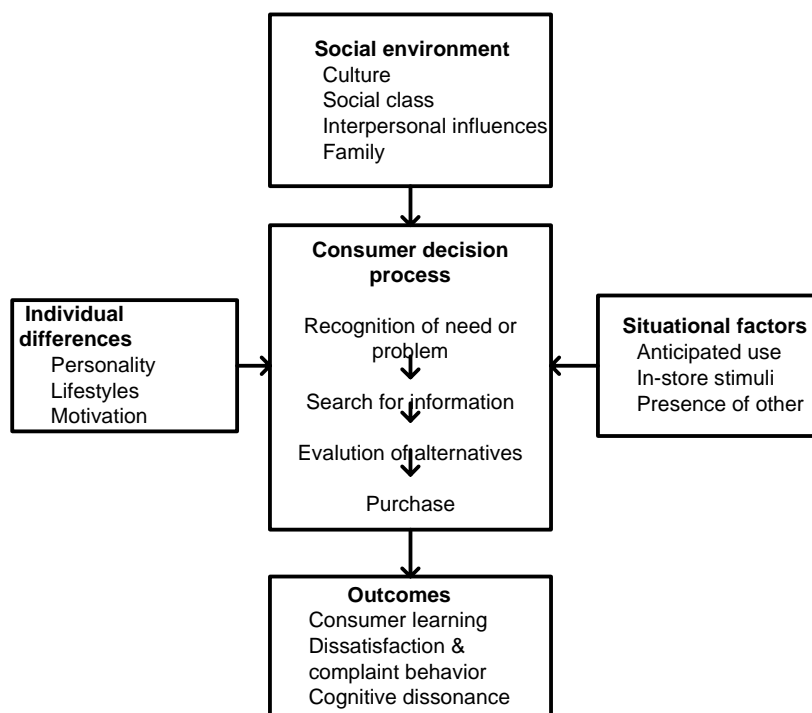 Social environment
Culture
Social class
Interpersonal influences
Family
Consumer decision
process
Recognition of need or
problem
Search for information
Evalution of alternatives
Purchase
Individual
differences
Personality
Lifestyles
Motivation
Situational factors
Anticipated use
In-store stimuli
Presence of other
Outcomes
Consumer learning
Dissatisfaction &
complaint behavior
Cognitive dissonance